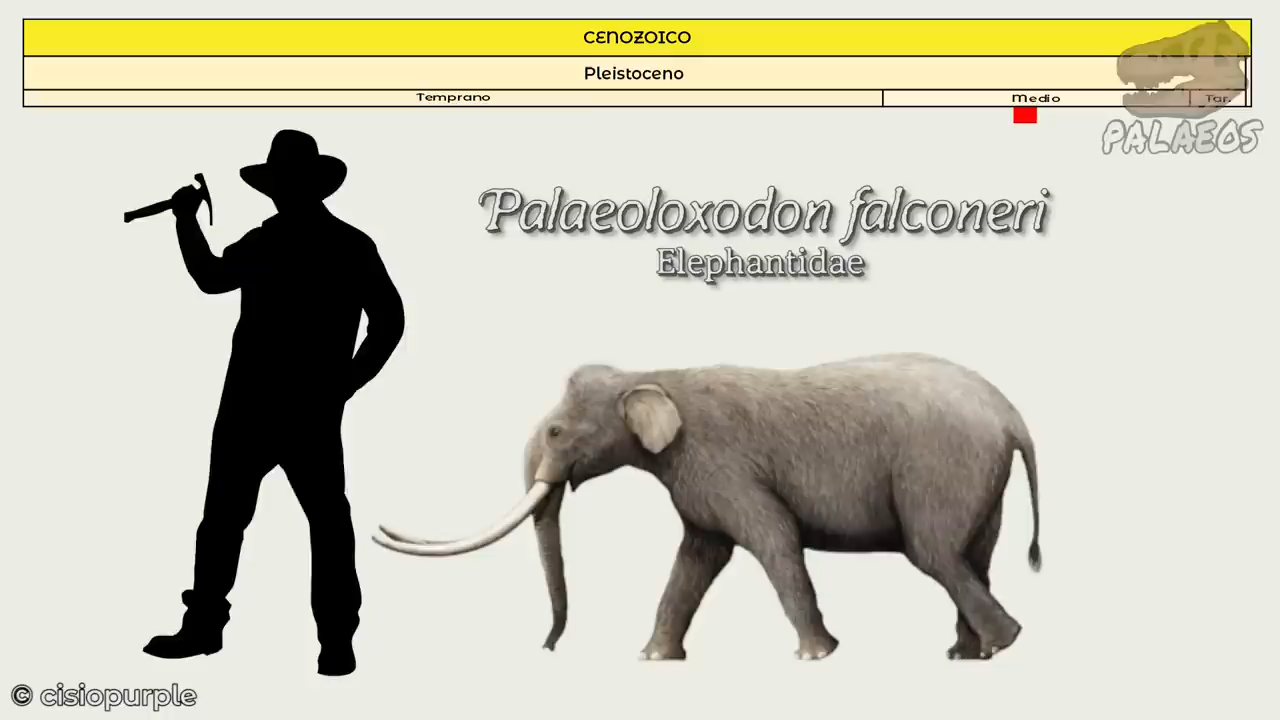 CENOZOICO
Pleistoceno
Temprano
Medio
Tar.
PALAEOS
Palaeoloxodon falconeri
Elephantidae
© cisiopurple